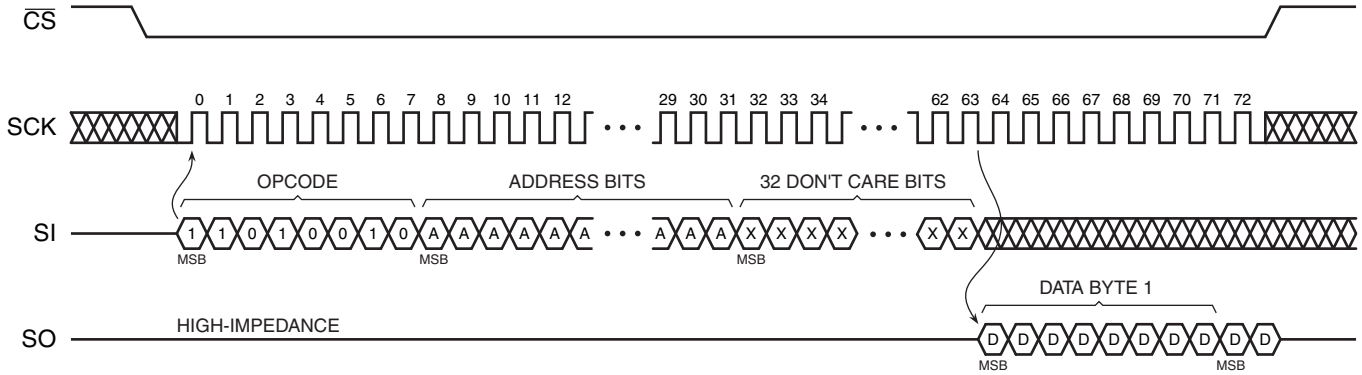 CS
0 1 2 3 4 5 6 7 8 9 10 11 12 29 30 31 32 33 34 62 63 64 65 66 67 68 69 70 71 72
SCK • • • • • •
OPCODE ADDRESS BITS 32 DON'T CARE BITS
SI 1 1 0 1 0 0 1 0 A A A A A A • • • A A A X X X X • • • X X
MSB MSB MSB
DATA BYTE 1
HIGH-IMPEDANCE
SO D D D D D D D D D D
MSB MSB